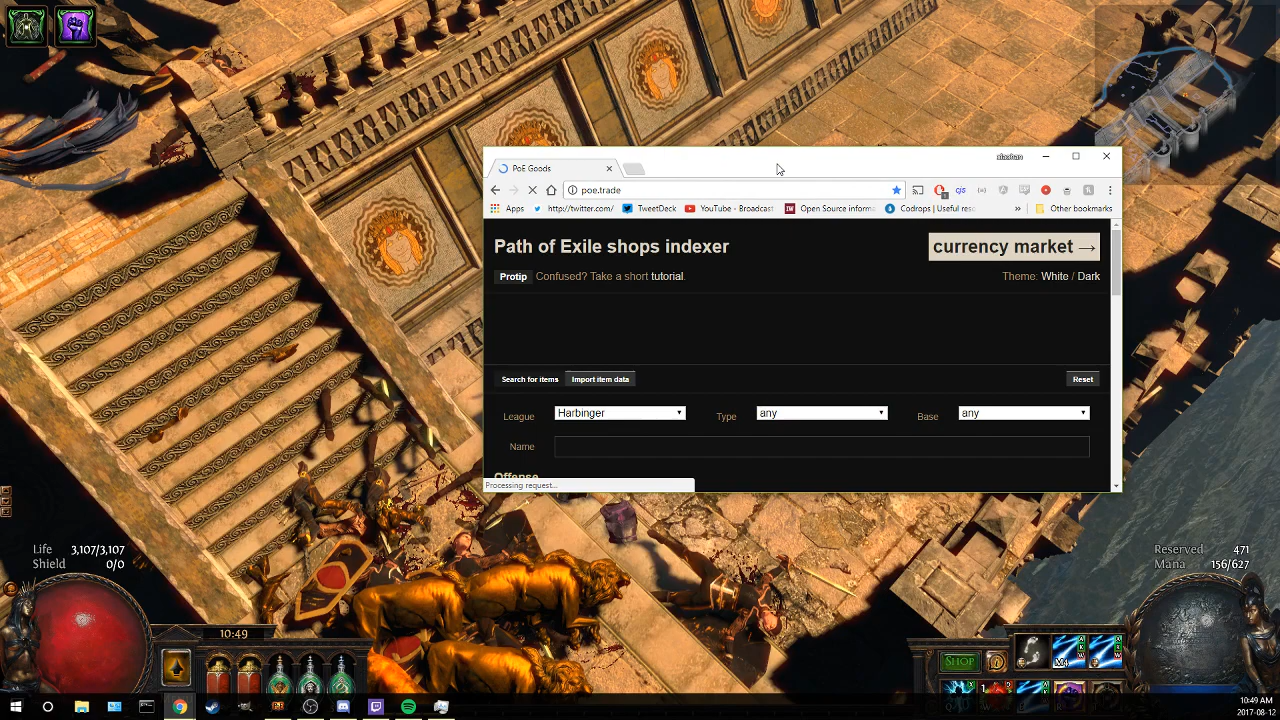 PoE Goods
xiaohan
poe.trade
Apps
http://twitter.com/
TweetDeck
YouTube - Broadcast
Open Source inform
Codrops | Useful reso
»
Other bookmarks
Path of Exile shops indexer
currency market →
Protip
Confused? Take a short tutorial.
Theme: White / Dark
Search for items
Import item data
Reset
League
Harbinger
Type
any
Base
any
Name
Offense
Processing request...
Life 3,107/3,107
Shield 0/0
Reserved 471
Mana 156/627
10:49
SHOP
10:49 AM
2017-08-12